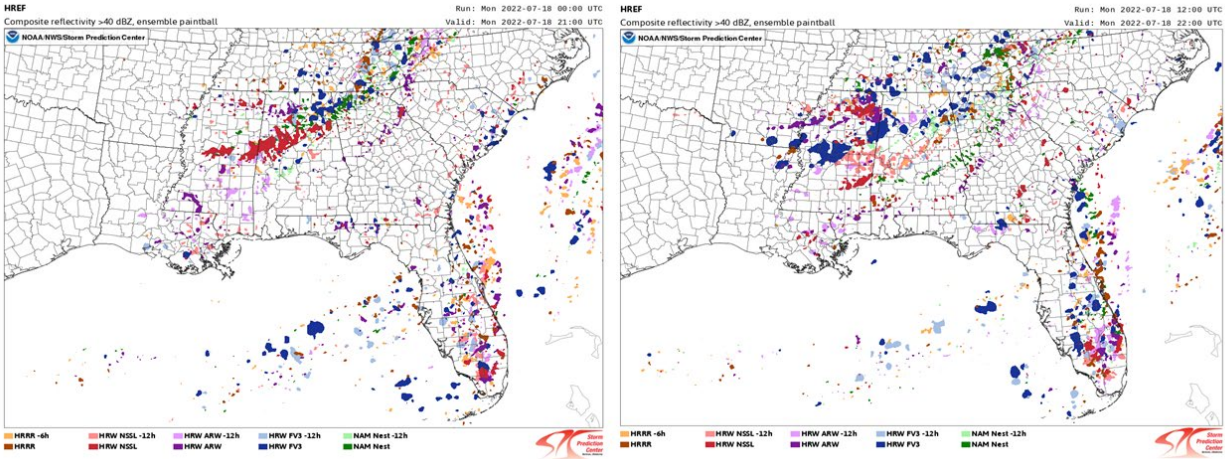 HREF
Run: Mon 2022-07-18 00:00 UTC
Composite reflectivity >40 dBZ, ensemble paintball
Valid: Mon 2022-07-18 21:00 UTC
NOAA/NWS/Storm Prediction Center
HRRR -6h
HRW NSSL -12h
HRW ARW -12h
HRW FV3 -12h
NAM Nest -12h
HRRR
HRW NSSL
HRW ARW
HRW FV3
NAM Nest
Storm
Prediction
Center
HREF
Run: Mon 2022-07-18 12:00 UTC
Composite reflectivity >40 dBZ, ensemble paintball
Valid: Mon 2022-07-18 22:00 UTC
NOAA/NWS/Storm Prediction Center
HRRR -6h
HRW NSSL -12h
HRW ARW -12h
HRW FV3 -12h
NAM Nest -12h
HRRR
HRW NSSL
HRW ARW
HRW FV3
NAM Nest
Storm
Prediction
Center